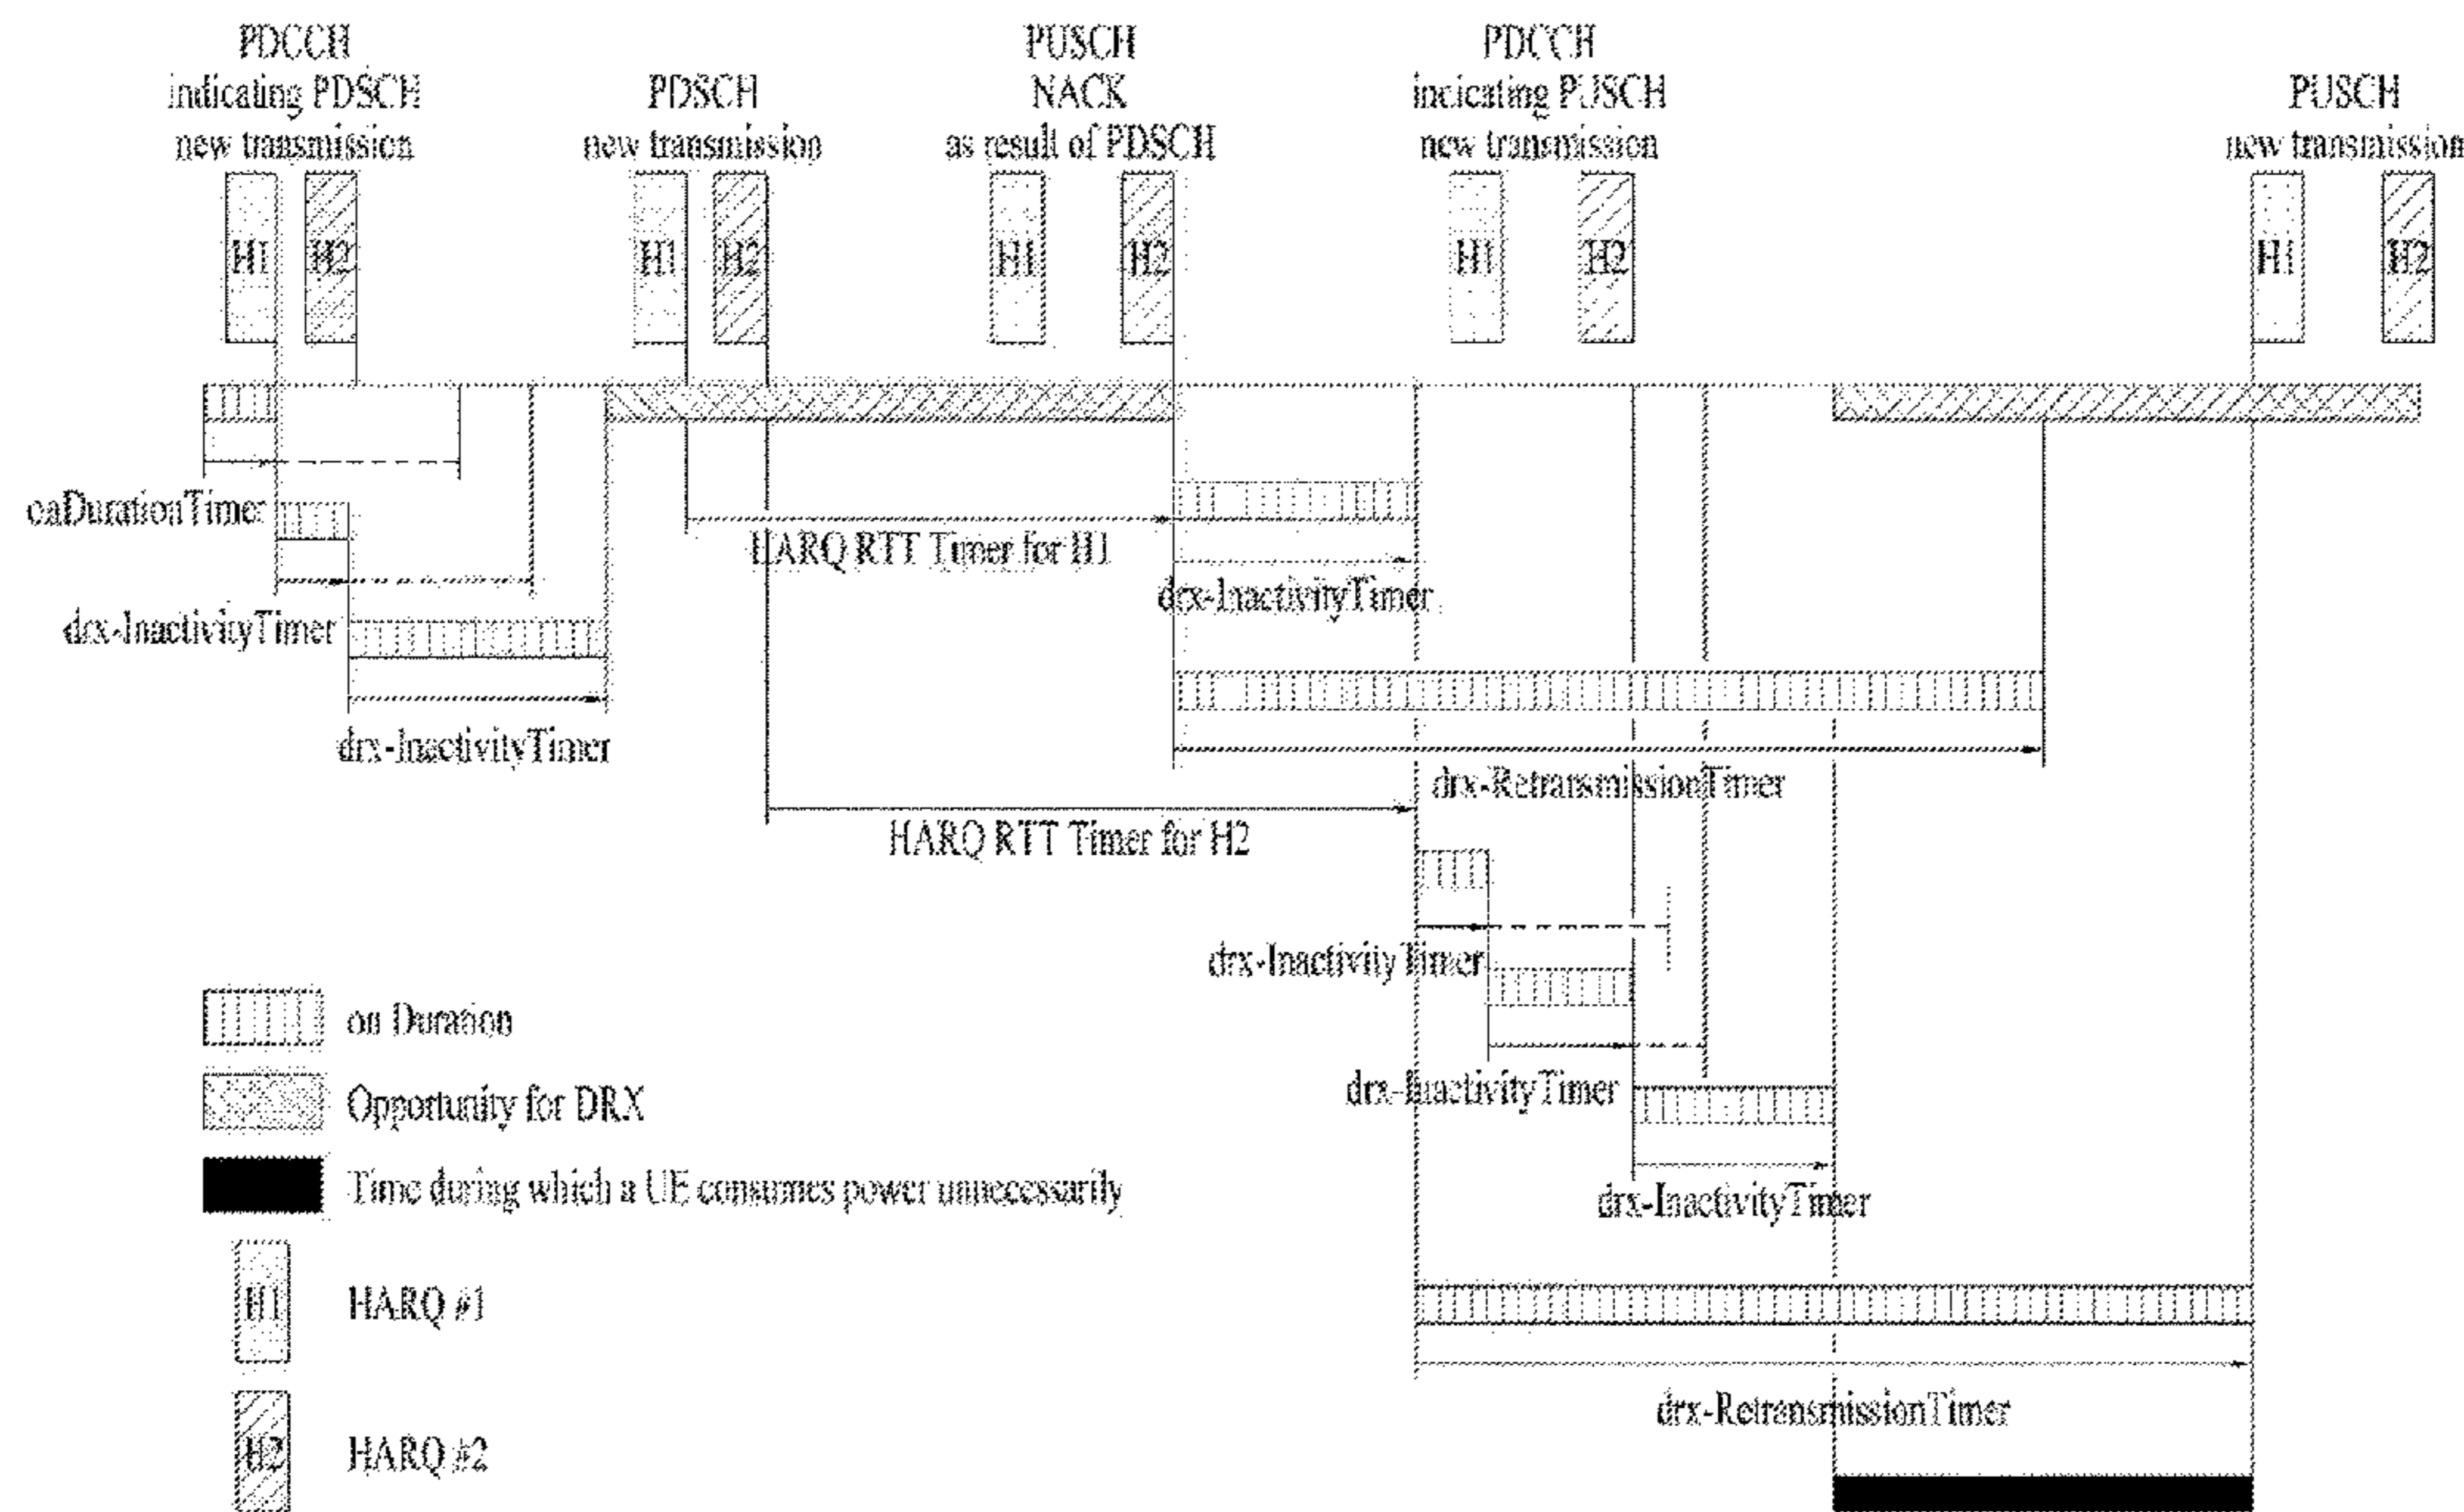 PDCCH
indicating PDSCH
new transmission
PDSCH
new transmission
PUSCH
NACK
as result of PDSCH
PDCCH
indicating PUSCH
new transmission
PUSCH
new transmission
H1
H2
H1
H2
H1
H2
H1
H2
H1
H2
onDurationTimer
drx-InactivityTimer
drx-InactivityTimer
HARQ RTT Timer for H1
drx-InactivityTimer
drx-RetransmissionTimer
HARQ RTT Timer for H2
drx-InactivityTimer
drx-InactivityTimer
drx-InactivityTimer
drx-RetransmissionTimer
on Duration
Opportunity for DRX
Time during which a UE consumes power unnecessarily
H1 HARQ #1
H2 HARQ #2